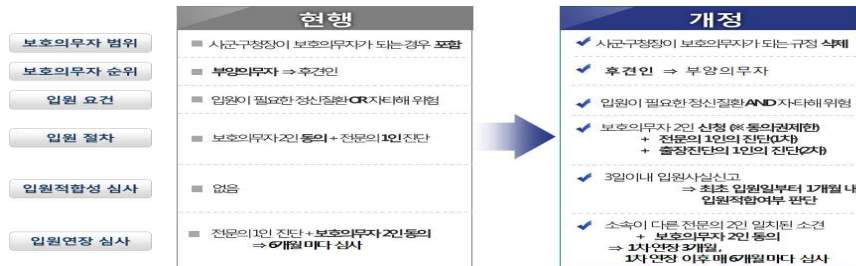 현행
개정
보호의무자 범위
■ 시군구청장이 보호의무자가 되는경우 포함
✔ 시군구청장이 보호의무자가 되는 규정 삭제
보호의무자 순위
■ 부양의무자 ⇒ 후견인
✔ 후견인 ⇒ 부양의무자
입원 요건
■ 입원이 필요한 정신질환 OR 자타해 위험
✔ 입원이 필요한 정신질환 AND 자타해 위험
입원 절차
■ 보호의무자 2인 동의 + 전문의 1인 진단
✔ 보호의무자 2인 신청 (※ 동의권제한)
+ 전문의 1인의 진단(1차)
+ 출장진단의 1인의 진단(2차)
입원적합성 심사
■ 없음
✔ 3일이내 입원사실신고
⇒ 최초 입원일부터 1개월 내
입원적합여부 판단
입원연장 심사
■ 전문의 1인 진단 + 보호의무자 2인 동의
⇒ 6개월 마다 심사
✔ 소속이 다른 전문의 2인 일치된 소견
+ 보호의무자 2인 동의
⇒ 1차 연장 3개월,
1차 연장 이후 매 6개월 마다 심사